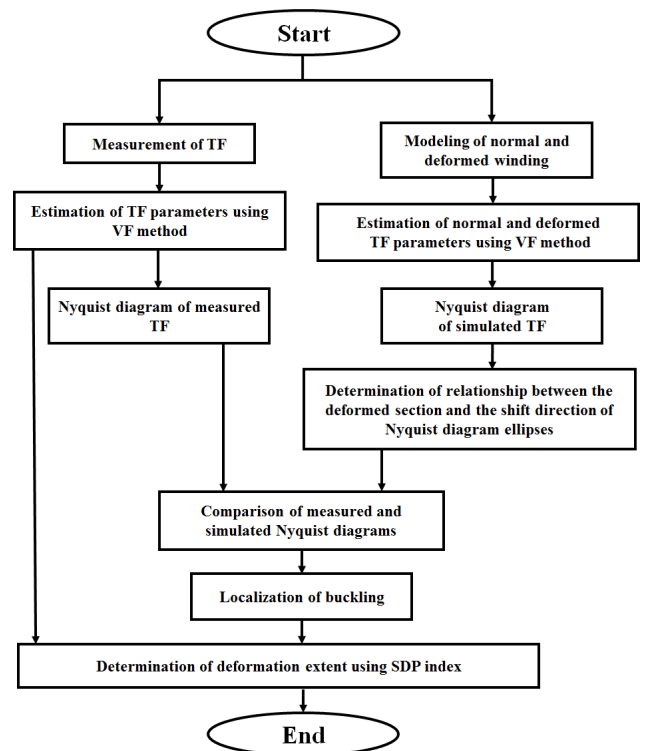 Start
Measurement of TF
Modeling of normal and
deformed winding
Estimation of TF parameters using
VF method
Estimation of normal and deformed
TF parameters using VF method
Nyquist diagram of measured
TF
Nyquist diagram
of simulated TF
Determination of relationship between the
deformed section and the shift direction of
Nyquist diagram ellipses
Comparison of measured and
simulated Nyquist diagrams
Localization of buckling
Determination of deformation extent using SDP index
End